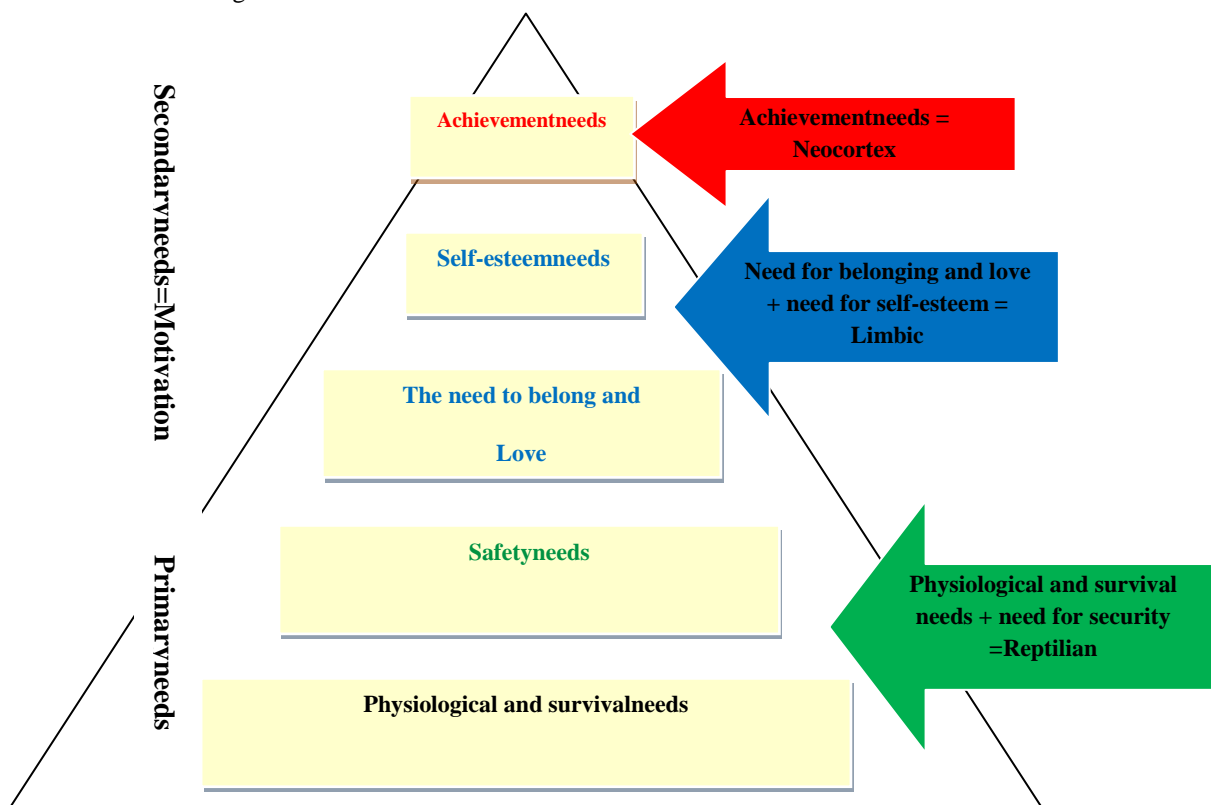 Secondaryneeds=Motivation
Primaryneeds
Achievementneeds
Achievementneeds =
Neocortex
Self-esteemneeds
Need for belonging and love
+ need for self-esteem =
Limbic
The need to belong and
Love
Safetyneeds
Physiological and survival
needs + need for security
=Reptilian
Physiological and survivalneeds